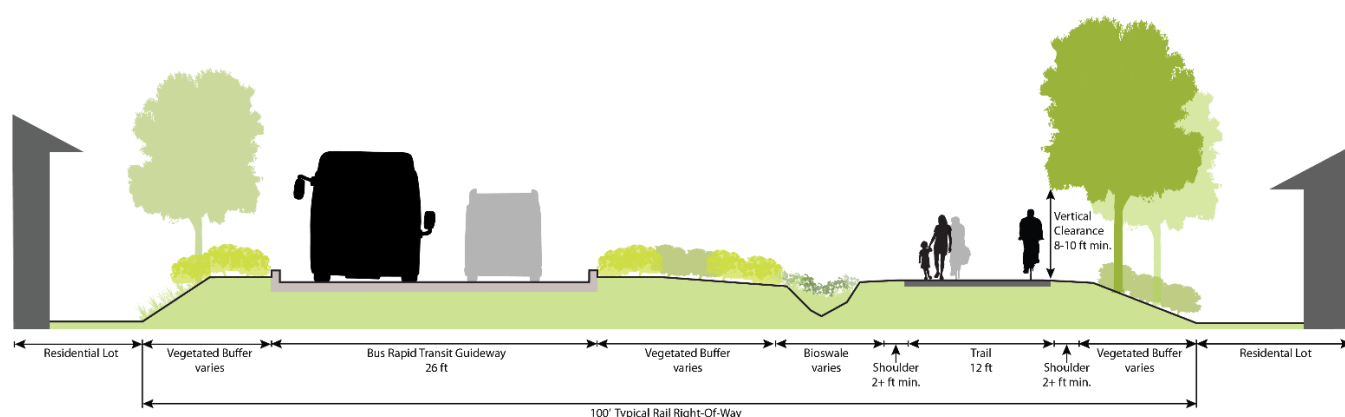 Vertical
Clearance
8-10 ft min.
Residential Lot
Vegetated Buffer
varies
Bus Rapid Transit Guideway
26 ft
Vegetated Buffer
varies
Bioswale
varies
Shoulder
2+ ft min.
Trail
12 ft
Shoulder
2+ ft min.
Vegetated Buffer
varies
Residential Lot
100' Typical Rail Right-Of-Way